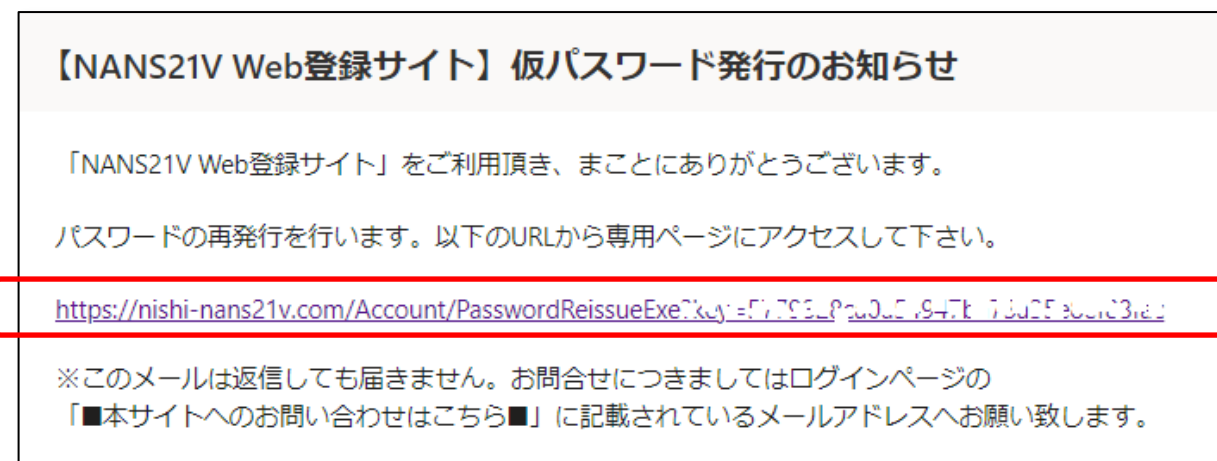 【NANS21V Web登録サイト】仮パスワード発行のお知らせ
「NANS21V Web登録サイト」をご利用頂き、まことにありがとうございます。
パスワードの再発行を行います。以下のURLから専用ページにアクセスして下さい。
https://nishi-nans21v.com/Account/PasswordReissueExe
※このメールは返信しても届きません。お問合せにつきましてはログインページの
「■本サイトへのお問い合わせはこちら■」に記載されているメールアドレスへお願い致します。